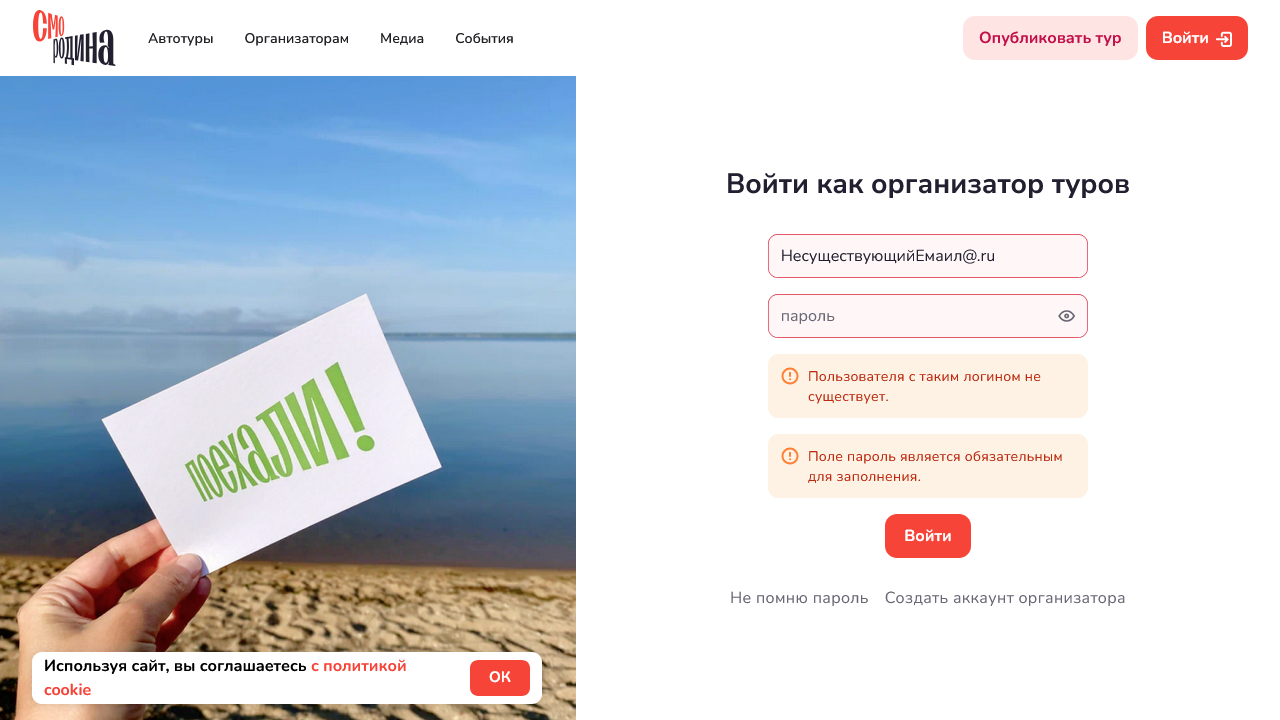 Смо
родина
Автотуры
Организаторам
Медиа
События
Опубликовать тур
Войти
поехали!
Войти как организатор туров
НесуществующийЕмаил@.ru
пароль
Пользователя с таким логином не
существует.
Поле пароль является обязательным
для заполнения.
Войти
Не помню пароль
Создать аккаунт организатора
Используя сайт, вы соглашаетесь с политикой
cookie
ОК